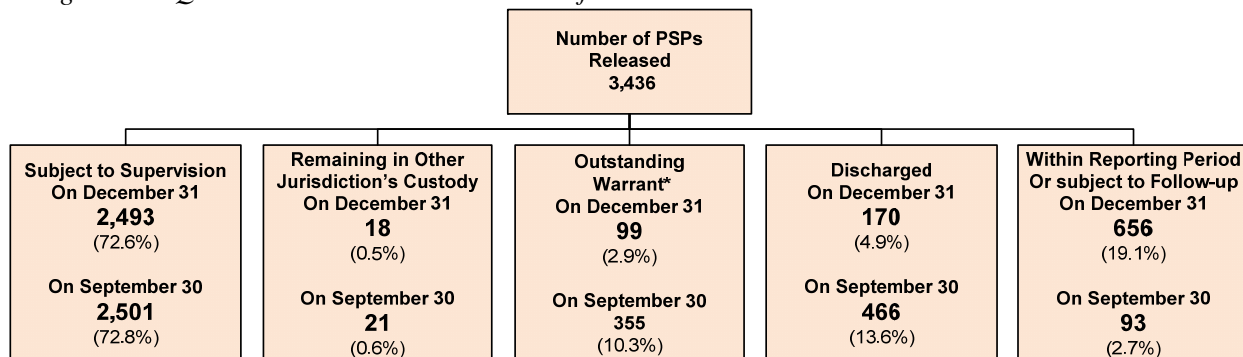 Number of PSPs
Released
3,436
Subject to Supervision
On December 31
2,493
(72.6%)
On September 30
2,501
(72.8%)
Remaining in Other
Jurisdiction's Custody
On December 31
18
(0.5%)
On September 30
21
(0.6%)
Outstanding
Warrant*
On December 31
99
(2.9%)
On September 30
355
(10.3%)
Discharged
On December 31
170
(4.9%)
On September 30
466
(13.6%)
Within Reporting Period
Or subject to Follow-up
On December 31
656
(19.1%)
On September 30
93
(2.7%)